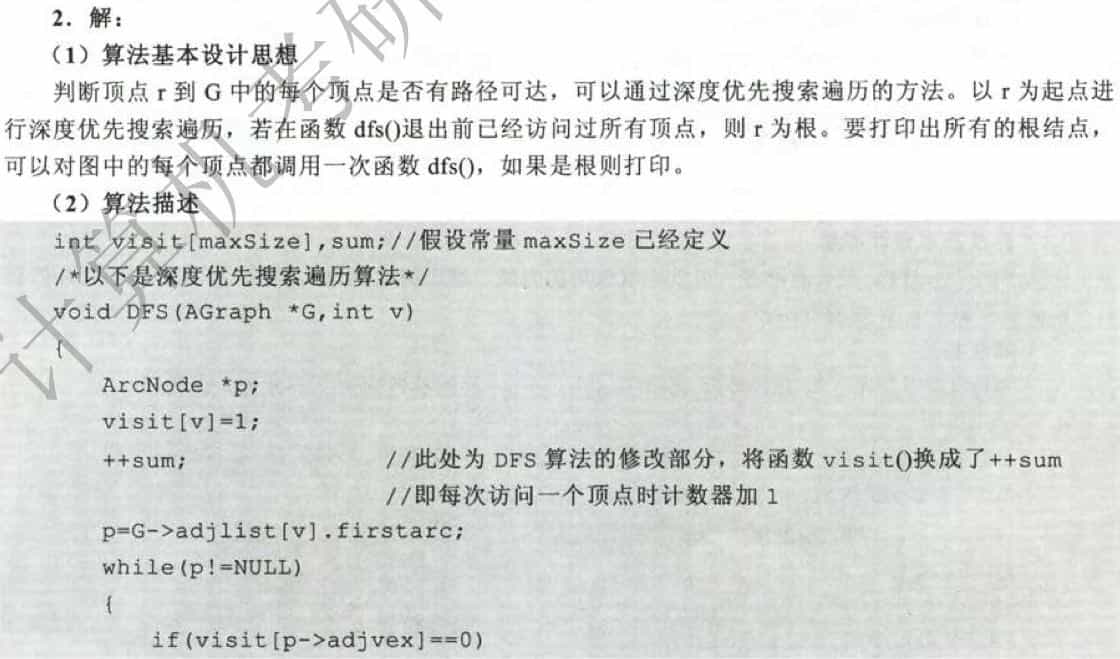 2．解：
（1）算法基本设计思想
判断顶点 r 到 G 中的每个顶点是否有路径可达，可以通过深度优先搜索遍历的方法。以 r 为起点进
行深度优先搜索遍历，若在函数 dfs()退出前已经访问过所有顶点，则 r 为根。要打印出所有的根结点，
可以对图中的每个顶点都调用一次函数 dfs()，如果是根则打印。
（2）算法描述
int visit[maxSize],sum;//假设常量 maxSize 已经定义
/*以下是深度优先搜索遍历算法*/
void DFS(AGraph *G,int v)
{
ArcNode *p;
visit[v]=1;
++sum; //此处为 DFS 算法的修改部分，将函数 visit()换成了++sum
//即每次访问一个顶点时计数器加 1
p=G->adjlist[v].firstarc;
while(p!=NULL)
{
if(visit[p->adjvex]==0)
计算机考研